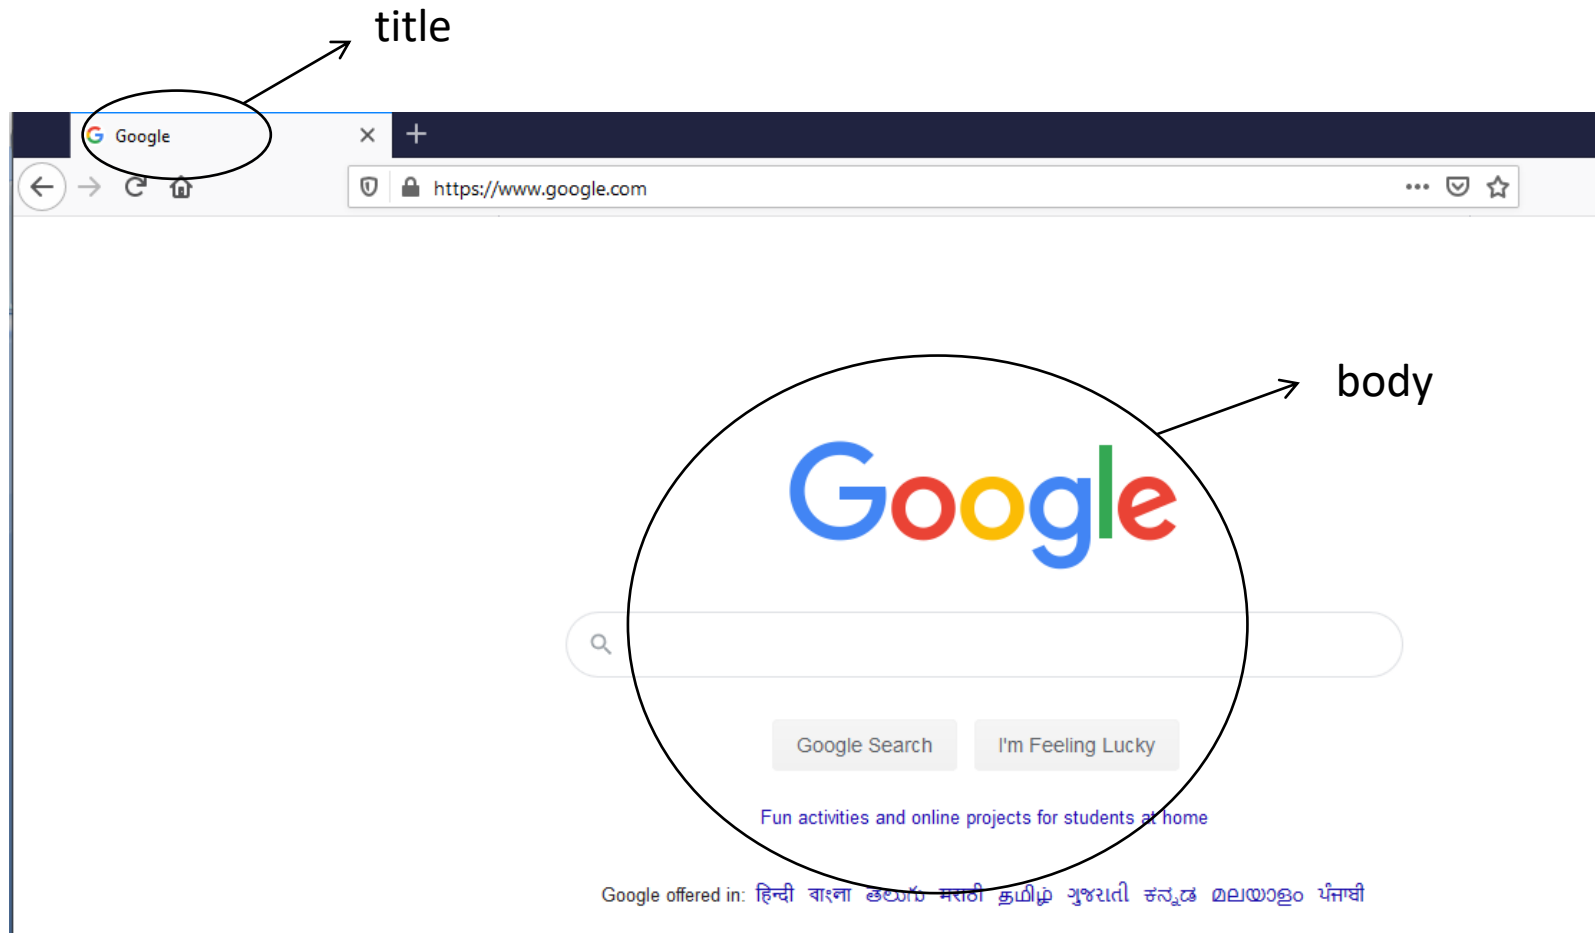 title
Google
https://www.google.com
body
Google
Google Search I'm Feeling Lucky
Fun activities and online projects for students at home
Google offered in: हिन्दी বাংলা తెలుగు मराठी தமிழ் ગુજરાતી ಕನ್ನಡ മലയാളം ਪੰਜਾਬੀ